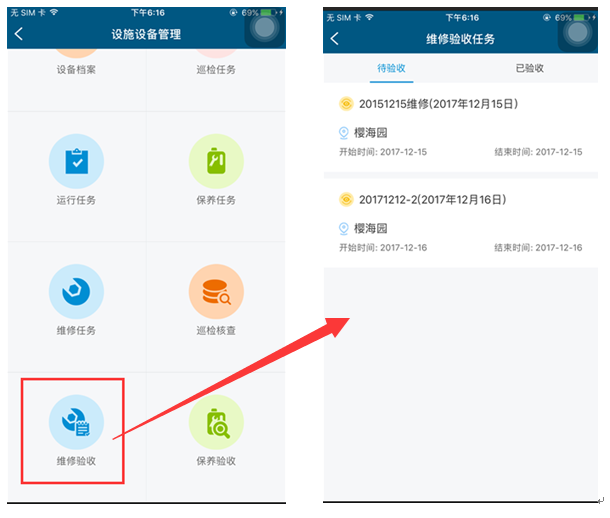 无 SIM 卡 下午6:16 69%
设施设备管理
设备档案 巡检任务
运行任务 保养任务
维修任务 巡检核查
维修验收 保养验收
无 SIM 卡 下午6:16 69%
维修验收任务
待验收 已验收
20151215维修(2017年12月15日)
樱海园
开始时间: 2017-12-15 结束时间: 2017-12-15
20171212-2(2017年12月16日)
樱海园
开始时间: 2017-12-16 结束时间: 2017-12-16